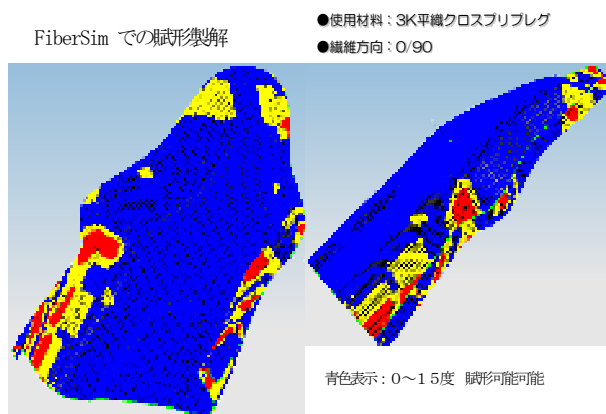 FiberSim での賦形製解
●使用材料：3K平織クロスプリプレグ
●繊維方向：0/90
青色表示：０～１５度　賦形可能可能